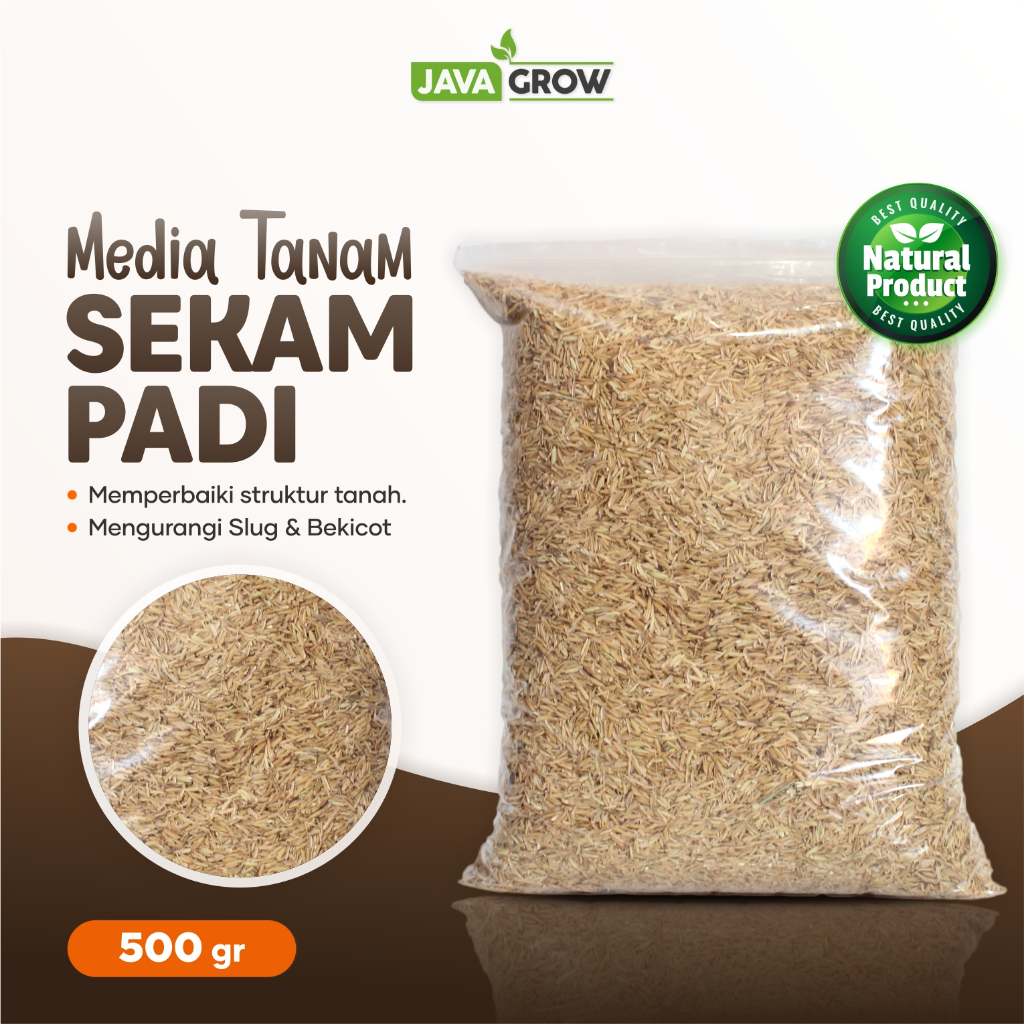 JAVA GROW
Media Tanam
SEKAM
PADI
• Memperbaiki struktur tanah.
• Mengurangi Slug & Bekicot
BEST QUALITY
Natural
Product
BEST QUALITY
500 gr